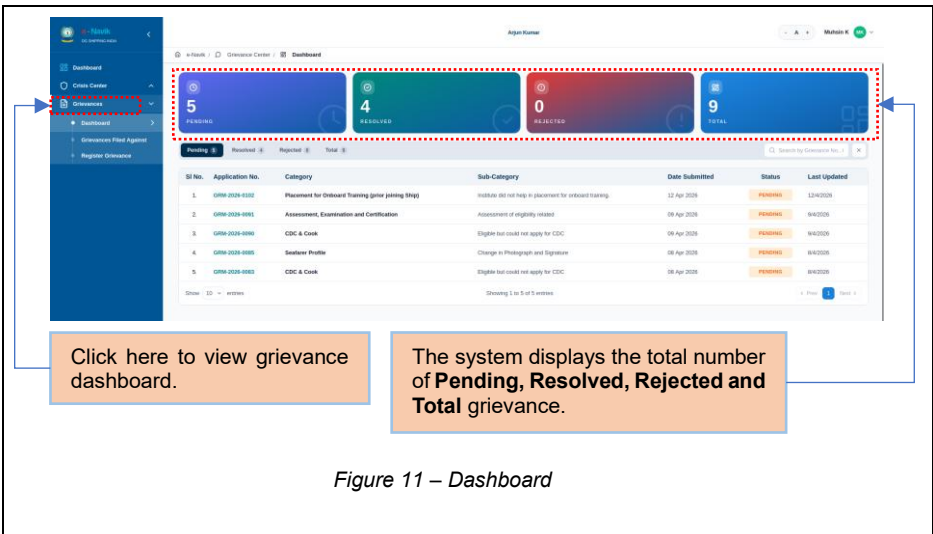 e-Navik
DG SHIPPING INDIA
Arjun Kumar
- A + Muhsin K MK
e-Navik / Grievance Center / Dashboard
Dashboard
Crisis Center
Grievances
Dashboard
Grievances Filed Against
Register Grievance
5
PENDING
4
RESOLVED
0
REJECTED
9
TOTAL
Pending 5 Resolved 4 Rejected 0 Total 9
Search by Grievance No.,
Sl No. Application No. Category Sub-Category Date Submitted Status Last Updated
1. GRM-2026-0102 Placement for Onboard Training (prior joining Ship) Institute did not help in placement for onboard training. 12 Apr 2026 PENDING 12/4/2026
2. GRM-2026-0091 Assessment, Examination and Certification Assessment of eligibility related 09 Apr 2026 PENDING 9/4/2026
3. GRM-2026-0090 CDC & Cook Eligible but could not apply for CDC 09 Apr 2026 PENDING 9/4/2026
4. GRM-2026-0085 Seafarer Profile Change in Photograph and Signature 08 Apr 2026 PENDING 8/4/2026
5. GRM-2026-0083 CDC & Cook Eligible but could not apply for CDC 08 Apr 2026 PENDING 8/4/2026
Show 10 entries Showing 1 to 5 of 5 entries Prev 1 Next
Click here to view grievance
dashboard.
The system displays the total number
of Pending, Resolved, Rejected and
Total grievance.
Figure 11 – Dashboard